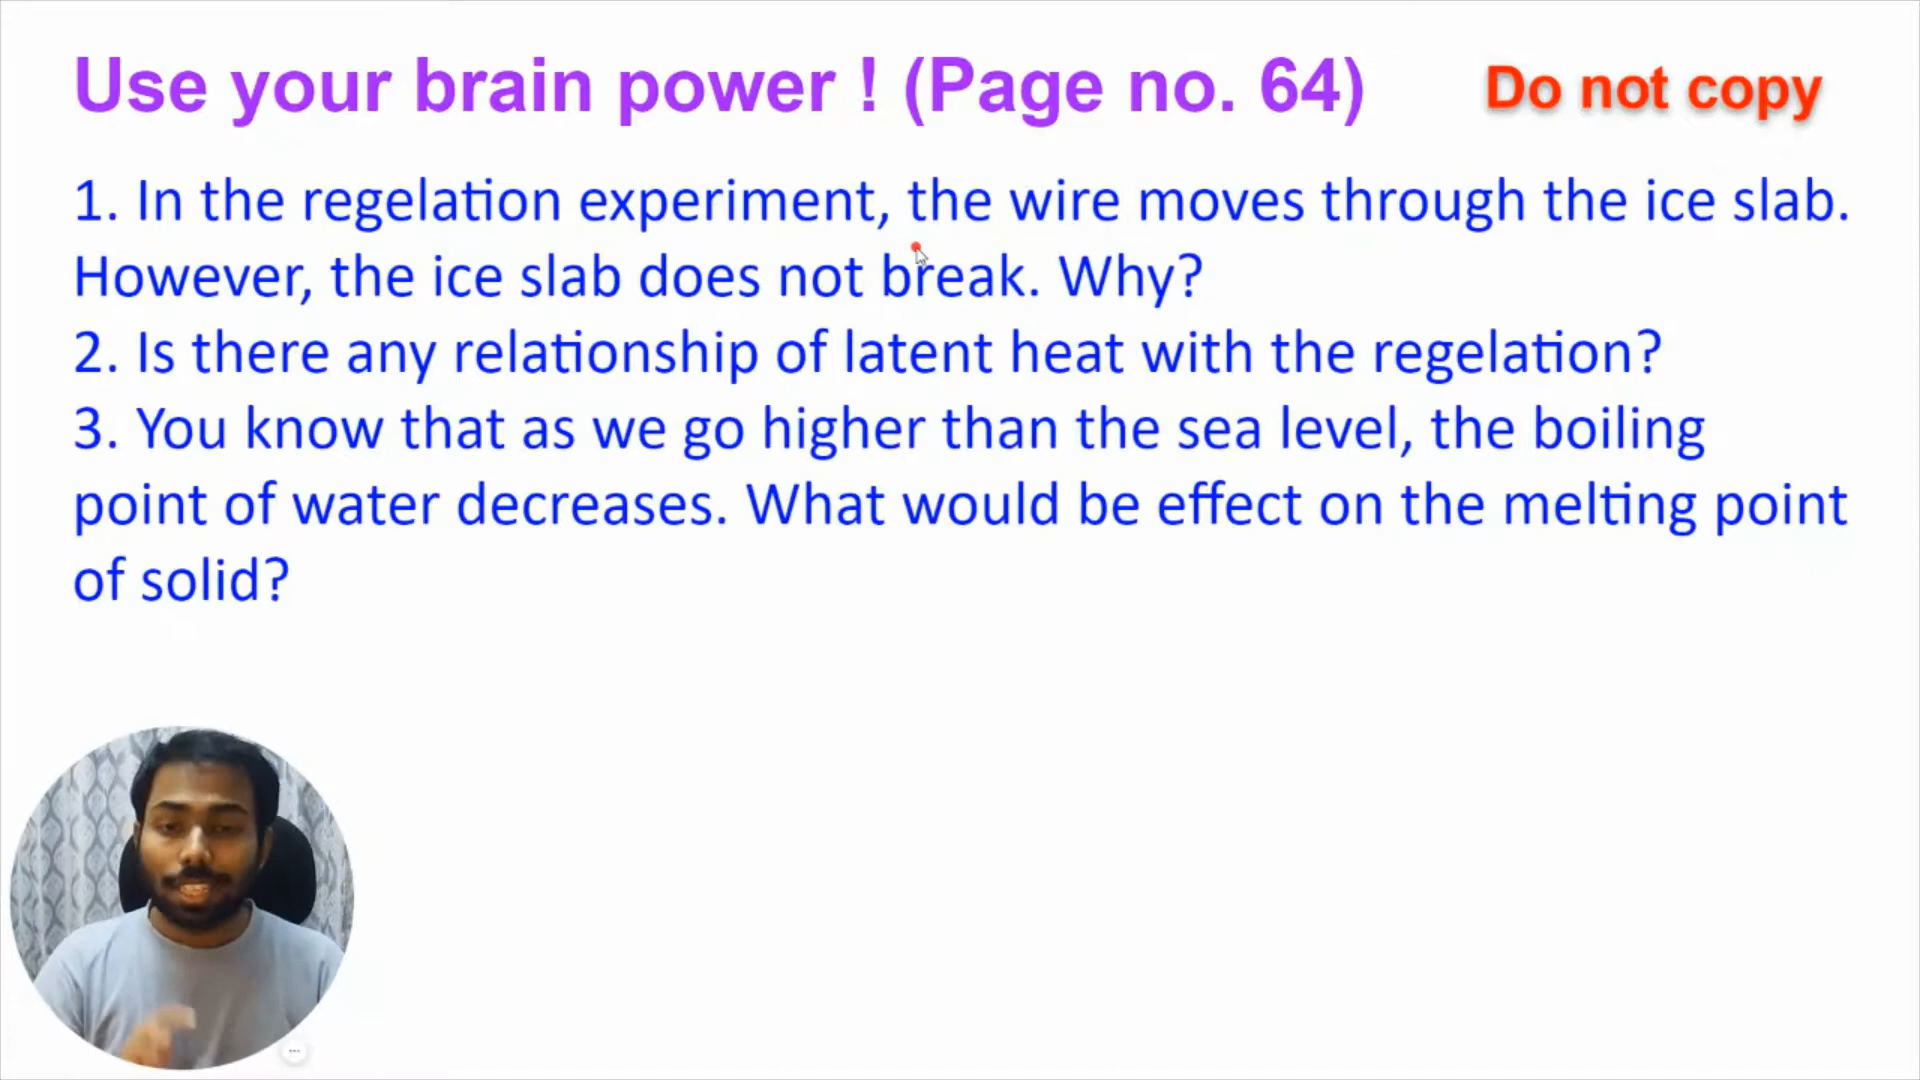 Use your brain power ! (Page no. 64) Do not copy
1. In the regelation experiment, the wire moves through the ice slab.
However, the ice slab does not break. Why?
2. Is there any relationship of latent heat with the regelation?
3. You know that as we go higher than the sea level, the boiling
point of water decreases. What would be effect on the melting point
of solid?